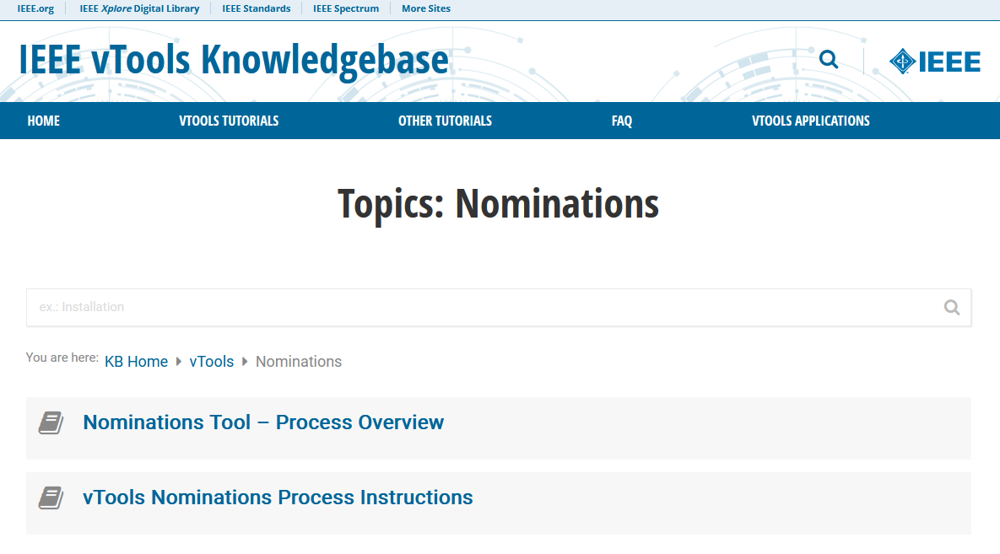 IEEE.org IEEE Xplore Digital Library IEEE Standards IEEE Spectrum More Sites
IEEE vTools Knowledgebase
IEEE
HOME VTOOLS TUTORIALS OTHER TUTORIALS FAQ VTOOLS APPLICATIONS
Topics: Nominations
ex.: Installation
You are here: KB Home vTools Nominations
Nominations Tool – Process Overview
vTools Nominations Process Instructions